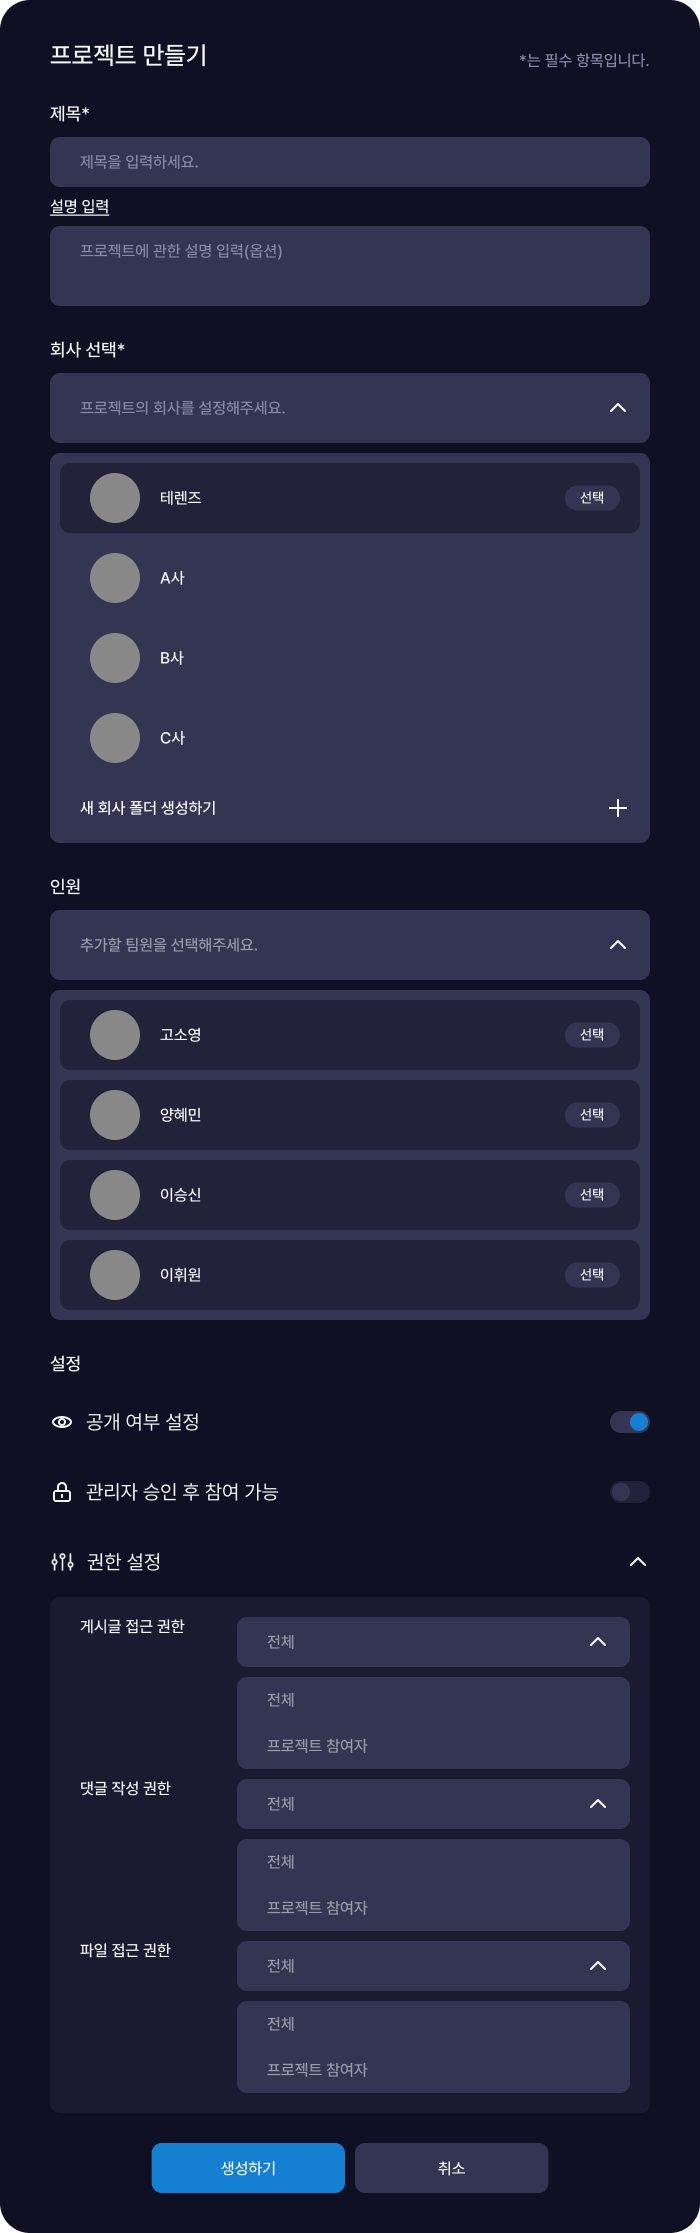 프로젝트 만들기
*는 필수 항목입니다.
제목*
제목을 입력하세요.
설명 입력
프로젝트에 관한 설명 입력(옵션)
회사 선택*
프로젝트의 회사를 설정해주세요.
테렌즈 선택
A사
B사
C사
새 회사 폴더 생성하기
인원
추가할 팀원을 선택해주세요.
고소영 선택
양혜민 선택
이승신 선택
이휘원 선택
설정
공개 여부 설정
관리자 승인 후 참여 가능
권한 설정
게시글 접근 권한 전체
전체
프로젝트 참여자
댓글 작성 권한 전체
전체
프로젝트 참여자
파일 접근 권한 전체
전체
프로젝트 참여자
생성하기 취소